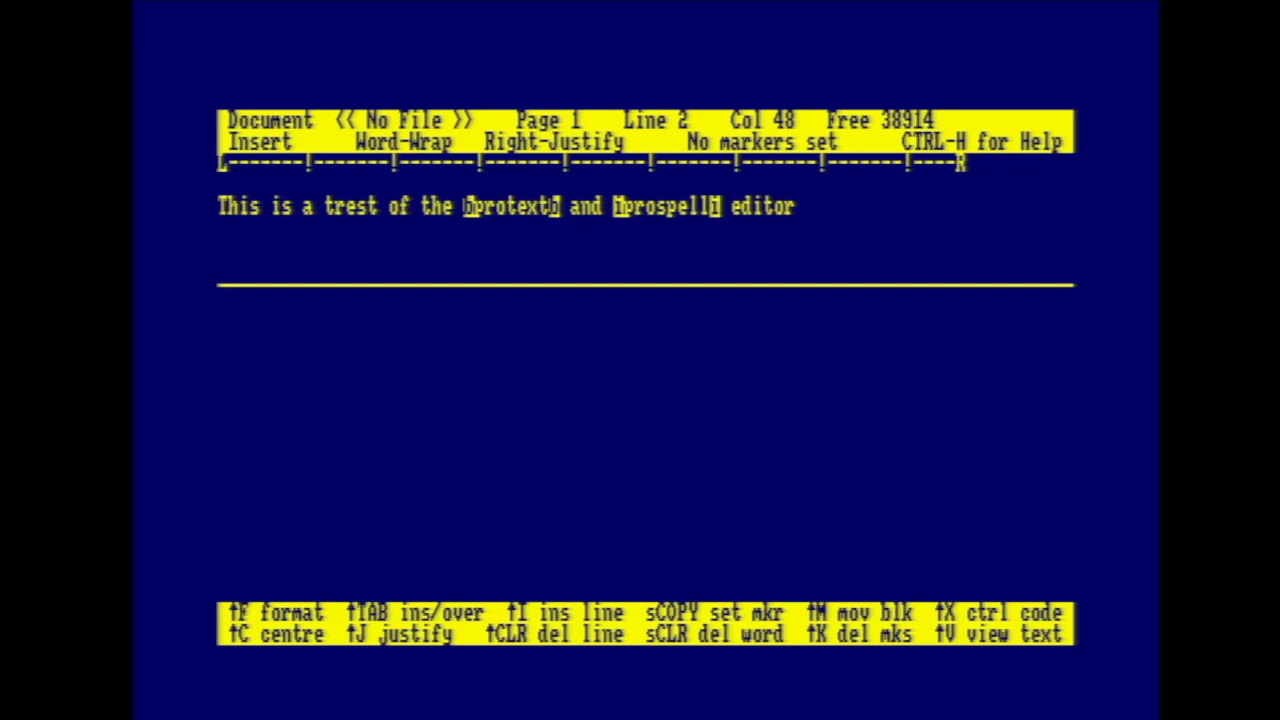 Document << No File >> Page 1 Line 2 Col 48 Free 38914
Insert Word-Wrap Right-Justify No markers set CTRL-H for Help
L-------!-------!-------!-------!-------!-------!-------!-------!----R
This is a trest of the bprotextb and iprospelli editor
↑F format ↑TAB ins/over ↑I ins line sCOPY set mkr ↑M mov blk ↑X ctrl code
↑C centre ↑J justify ↑CLR del line sCLR del word ↑K del mks ↑V view text